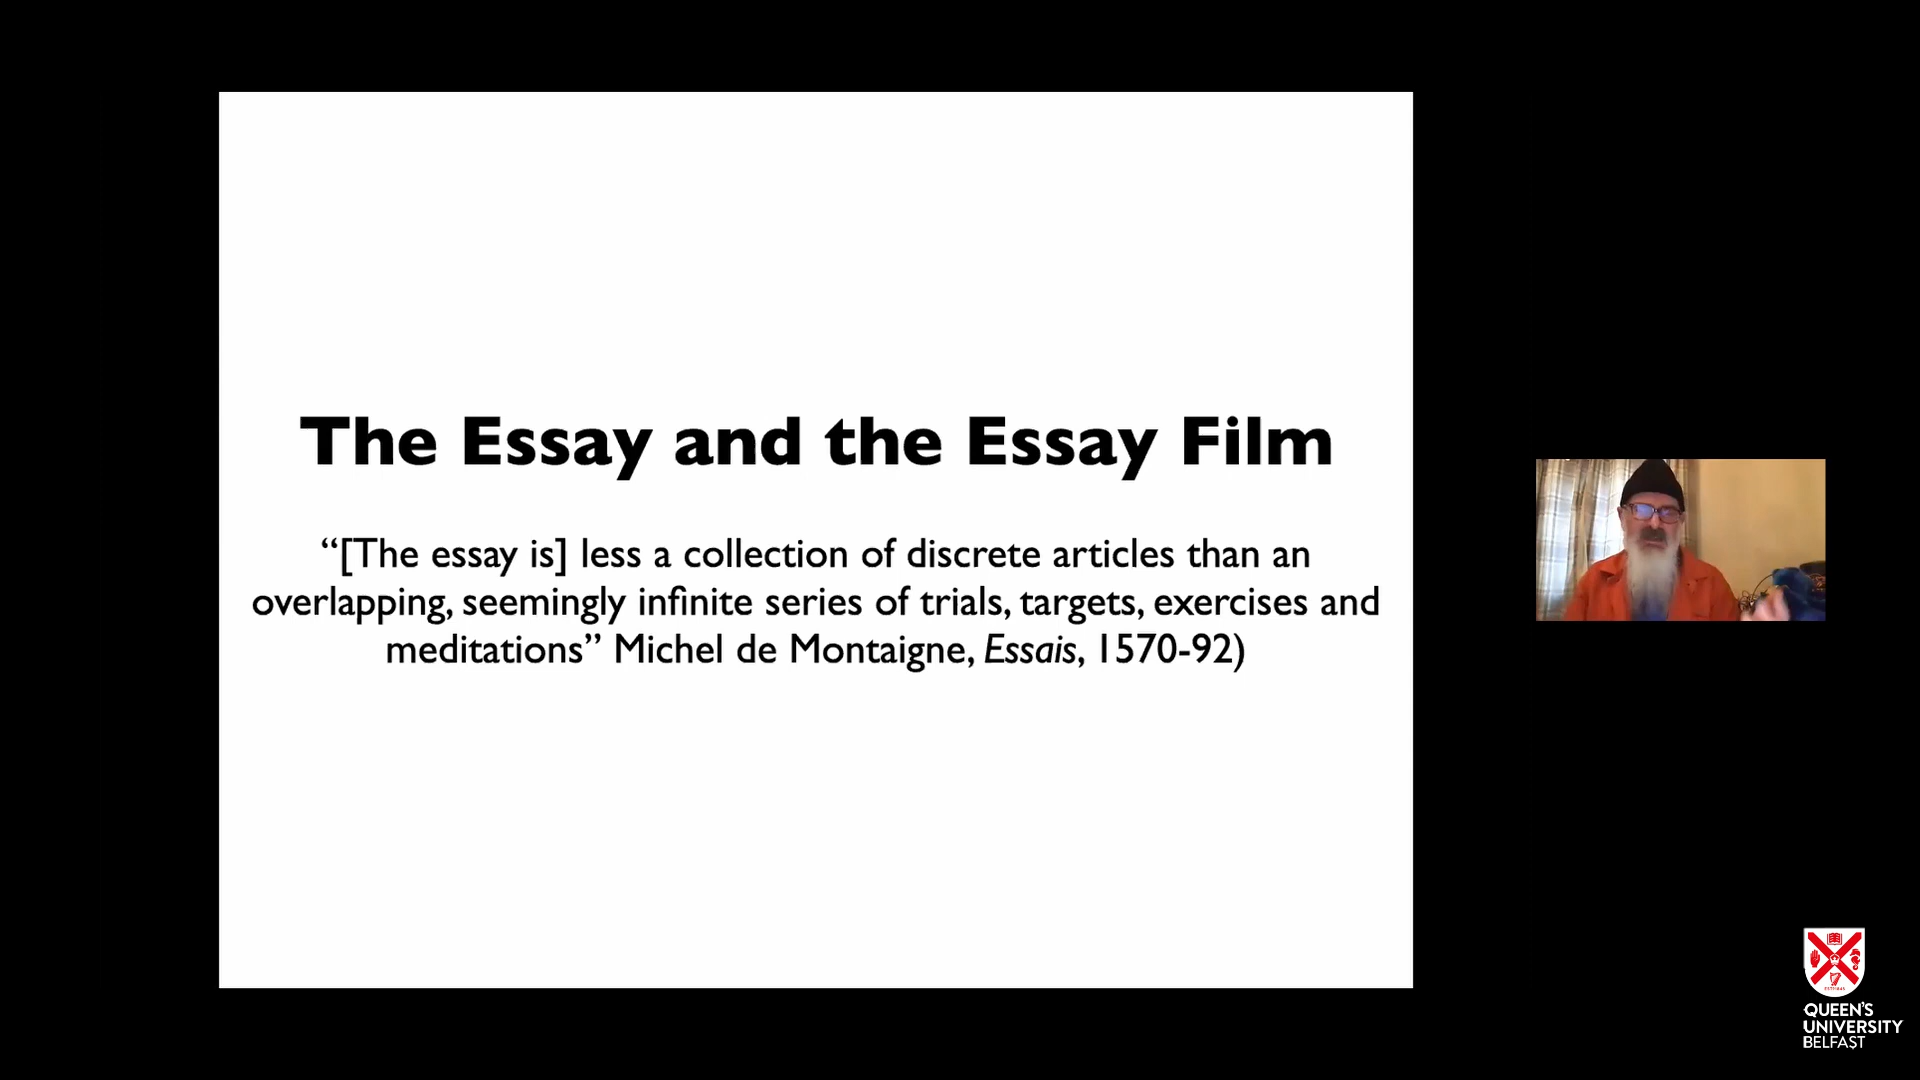 The Essay and the Essay Film
“[The essay is] less a collection of discrete articles than an
overlapping, seemingly infinite series of trials, targets, exercises and
meditations” Michel de Montaigne, Essais, 1570-92)
QUEEN'S
UNIVERSITY
BELFAST